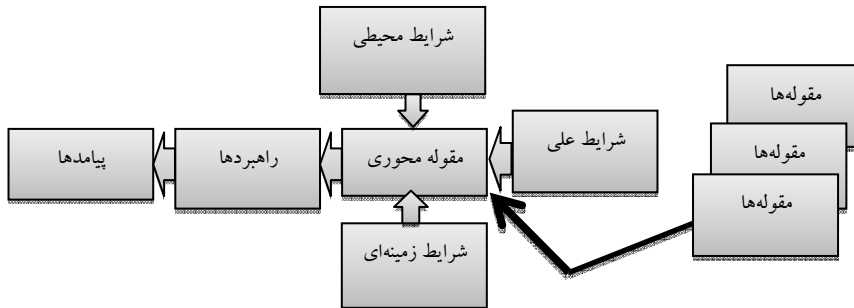 شرایط محیطی
مقوله‌ها
شرایط علی
مقوله‌ها
مقوله محوری
راهبردها
پیامدها
مقوله‌ها
شرایط زمینه‌ای